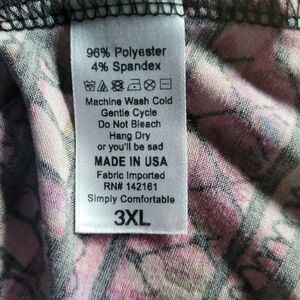 96% Polyester
4% Spandex
Machine Wash Cold
Gentle Cycle
Do Not Bleach
Hang Dry
or you'll be sad
MADE IN USA
Fabric Imported
RN# 142161
Simply Comfortable
3XL